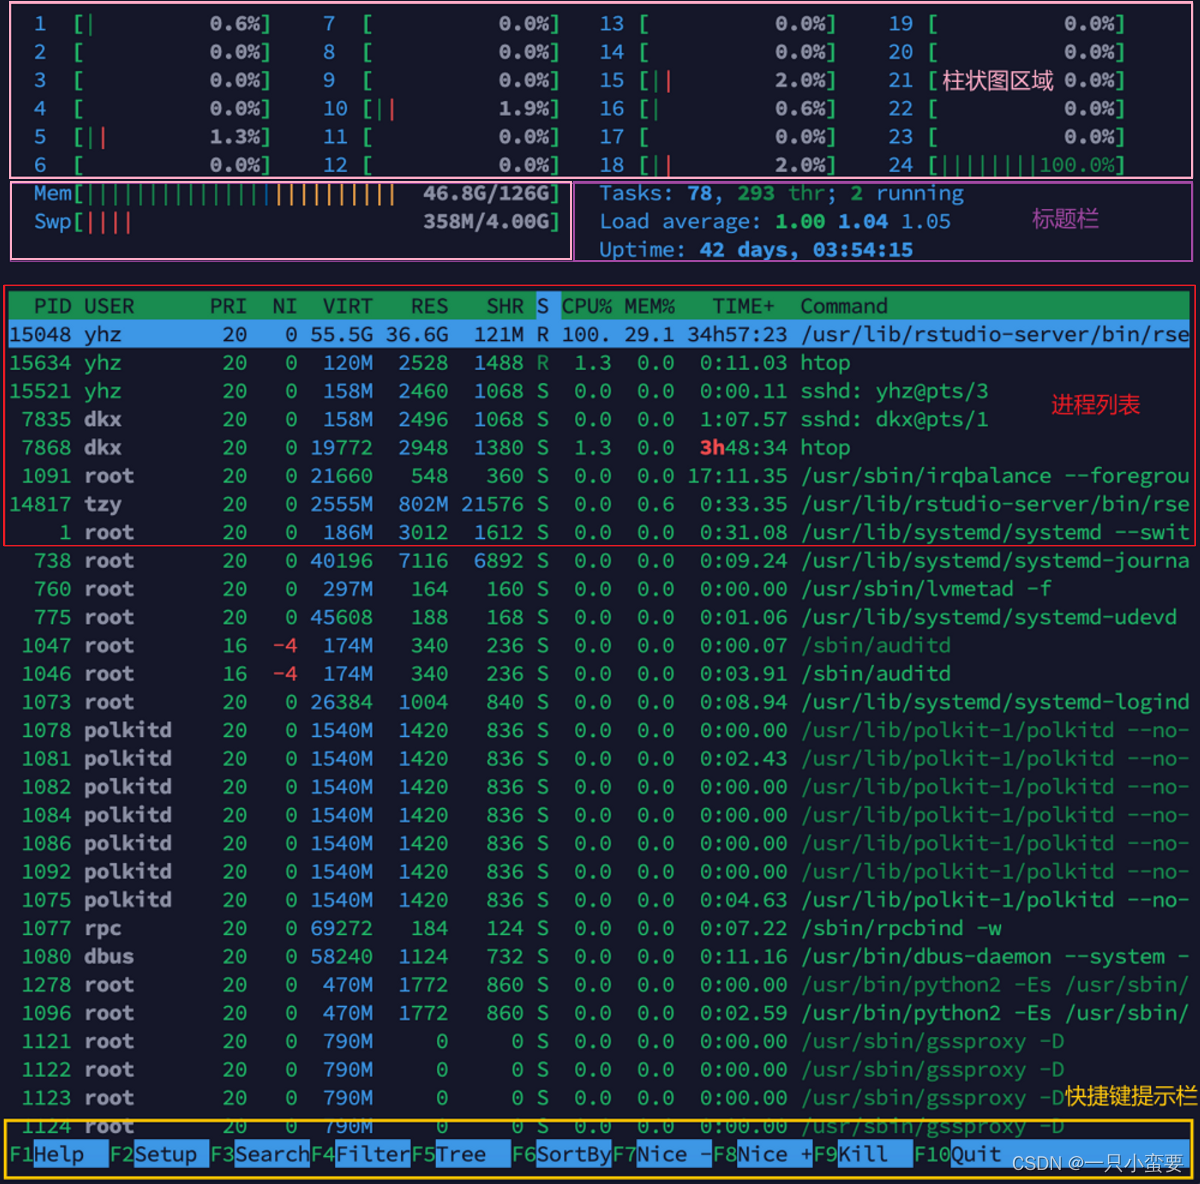 1 [| 0.6%] 7 [ 0.0%] 13 [ 0.0%] 19 [ 0.0%]
2 [ 0.0%] 8 [ 0.0%] 14 [ 0.0%] 20 [ 0.0%]
3 [ 0.0%] 9 [ 0.0%] 15 [|| 2.0%] 21 [柱状图区域 0.0%]
4 [ 0.0%] 10 [|| 1.9%] 16 [| 0.6%] 22 [ 0.0%]
5 [|| 1.3%] 11 [ 0.0%] 17 [ 0.0%] 23 [ 0.0%]
6 [ 0.0%] 12 [ 0.0%] 18 [|| 2.0%] 24 [||||||||100.0%]
Mem[|||||||||||||||||||||||||| 46.8G/126G] Tasks: 78, 293 thr; 2 running
Swp[|||| 358M/4.00G] Load average: 1.00 1.04 1.05 标题栏
Uptime: 42 days, 03:54:15
PID USER PRI NI VIRT RES SHR S CPU% MEM% TIME+ Command
15048 yhz 20 0 55.5G 36.6G 121M R 100. 29.1 34h57:23 /usr/lib/rstudio-server/bin/rse
15634 yhz 20 0 120M 2528 1488 R 1.3 0.0 0:11.03 htop
15521 yhz 20 0 158M 2460 1068 S 0.0 0.0 0:00.11 sshd: yhz@pts/3
进程列表
7835 dkx 20 0 158M 2496 1068 S 0.0 0.0 1:07.57 sshd: dkx@pts/1
7868 dkx 20 0 19772 2948 1380 S 1.3 0.0 3h48:34 htop
1091 root 20 0 21660 548 360 S 0.0 0.0 17:11.35 /usr/sbin/irqbalance --foregrou
14817 tzy 20 0 2555M 802M 21576 S 0.0 0.6 0:33.35 /usr/lib/rstudio-server/bin/rse
1 root 20 0 186M 3012 1612 S 0.0 0.0 0:31.08 /usr/lib/systemd/systemd --swit
738 root 20 0 40196 7116 6892 S 0.0 0.0 0:09.24 /usr/lib/systemd/systemd-journa
760 root 20 0 297M 164 160 S 0.0 0.0 0:00.00 /usr/sbin/lvmetad -f
775 root 20 0 45608 188 168 S 0.0 0.0 0:01.06 /usr/lib/systemd/systemd-udevd
1047 root 16 -4 174M 340 236 S 0.0 0.0 0:00.07 /sbin/auditd
1046 root 16 -4 174M 340 236 S 0.0 0.0 0:03.91 /sbin/auditd
1073 root 20 0 26384 1004 840 S 0.0 0.0 0:08.94 /usr/lib/systemd/systemd-logind
1078 polkitd 20 0 1540M 1420 836 S 0.0 0.0 0:00.00 /usr/lib/polkit-1/polkitd --no-
1081 polkitd 20 0 1540M 1420 836 S 0.0 0.0 0:02.43 /usr/lib/polkit-1/polkitd --no-
1082 polkitd 20 0 1540M 1420 836 S 0.0 0.0 0:00.00 /usr/lib/polkit-1/polkitd --no-
1084 polkitd 20 0 1540M 1420 836 S 0.0 0.0 0:00.00 /usr/lib/polkit-1/polkitd --no-
1086 polkitd 20 0 1540M 1420 836 S 0.0 0.0 0:00.00 /usr/lib/polkit-1/polkitd --no-
1092 polkitd 20 0 1540M 1420 836 S 0.0 0.0 0:00.00 /usr/lib/polkit-1/polkitd --no-
1075 polkitd 20 0 1540M 1420 836 S 0.0 0.0 0:04.63 /usr/lib/polkit-1/polkitd --no-
1077 rpc 20 0 69272 184 124 S 0.0 0.0 0:07.22 /sbin/rpcbind -w
1080 dbus 20 0 58240 1124 732 S 0.0 0.0 0:11.16 /usr/bin/dbus-daemon --system -
1278 root 20 0 470M 1772 860 S 0.0 0.0 0:00.00 /usr/bin/python2 -Es /usr/sbin/
1096 root 20 0 470M 1772 860 S 0.0 0.0 0:02.59 /usr/bin/python2 -Es /usr/sbin/
1121 root 20 0 790M 0 0 S 0.0 0.0 0:00.00 /usr/sbin/gssproxy -D
1122 root 20 0 790M 0 0 S 0.0 0.0 0:00.00 /usr/sbin/gssproxy -D
1123 root 20 0 790M 0 0 S 0.0 0.0 0:00.00 /usr/sbin/gssproxy -D快捷键提示栏
1124 root 20 0 790M 0 0 S 0.0 0.0 0:00.00 /usr/sbin/gssproxy -D
F1Help F2Setup F3SearchF4FilterF5Tree F6SortByF7Nice -F8Nice +F9Kill F10Quit
CSDN @一只小蛮要